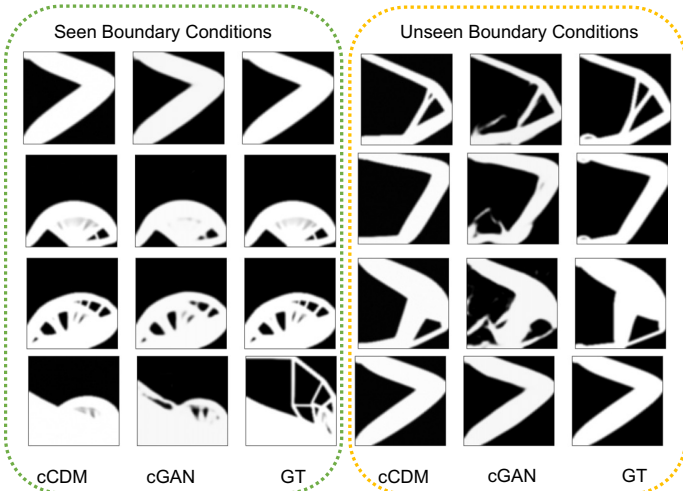 Seen Boundary Conditions
Unseen Boundary Conditions
cCDM
cGAN
GT
cCDM
cGAN
GT